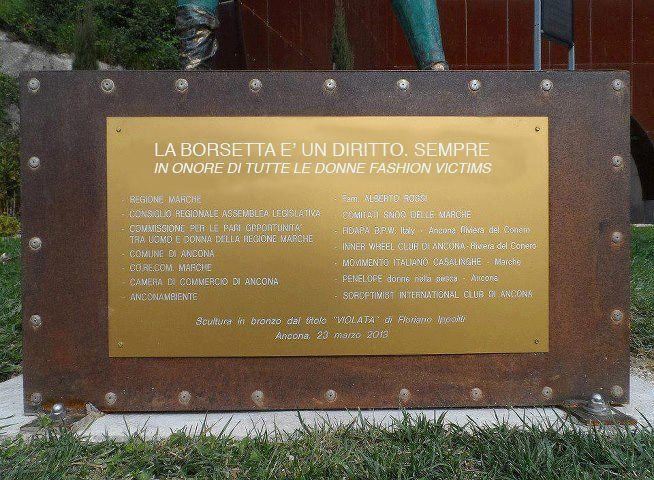 LA BORSETTA E' UN DIRITTO. SEMPRE
IN ONORE DI TUTTE LE DONNE FASHION VICTIMS
- REGIONE MARCHE
- CONSIGLIO REGIONALE ASSEMBLEA LEGISLATIVA
- COMMISSIONE PER LE PARI OPPORTUNITA'
TRA UOMO E DONNA DELLA REGIONE MARCHE
- COMUNE DI ANCONA
- CO.RE.COM. MARCHE
- CAMERA DI COMMERCIO DI ANCONA
- ANCONAMBIENTE
- Fam. ALBERTO ROSSI
- COMITATI SNOQ DELLE MARCHE
- FIDAPA B.P.W. Italy - Ancona Riviera del Conero
- INNER WHEEL CLUB DI ANCONA - Riviera del Conero
- MOVIMENTO ITALIANO CASALINGHE - Marche
- PENELOPE donne nella pesca - Ancona
- SOROPTIMIST INTERNATIONAL CLUB DI ANCONA
Scultura in bronzo dal titolo "VIOLATA" di Floriano Ippoliti
Ancona, 23 marzo 2013